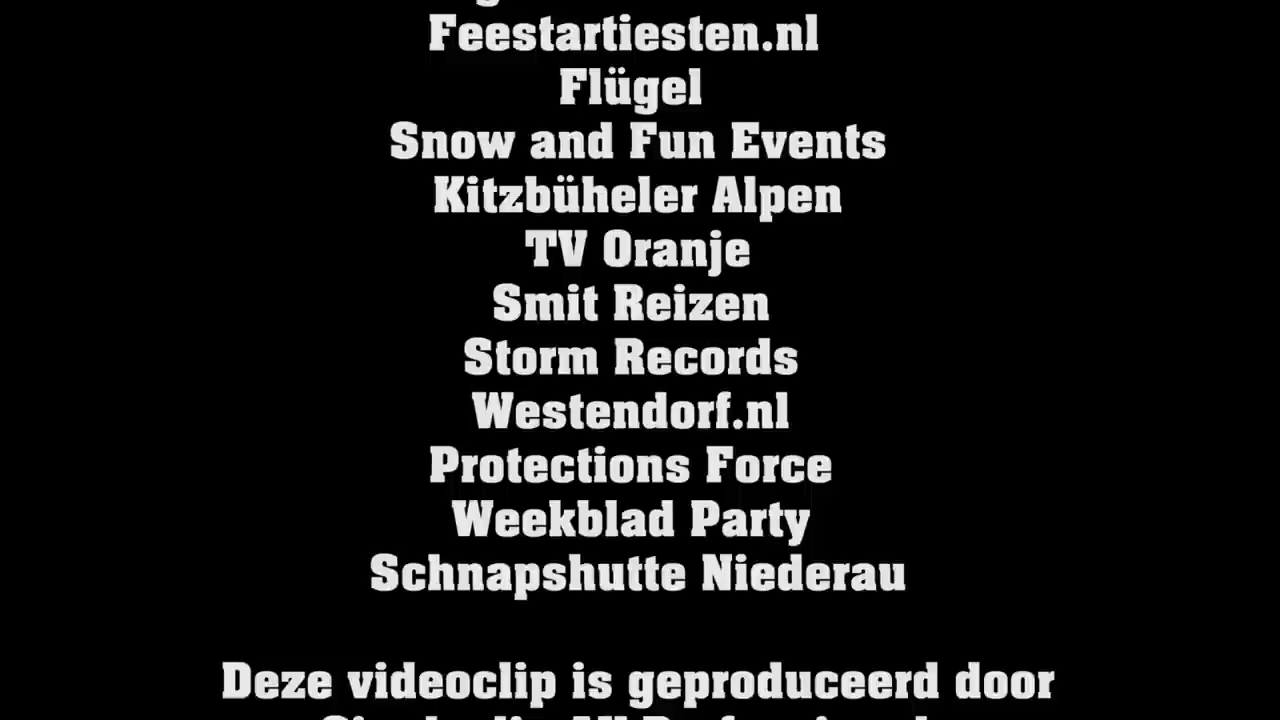 Feestartiesten.nl
Flügel
Snow and Fun Events
Kitzbüheler Alpen
TV Oranje
Smit Reizen
Storm Records
Westendorf.nl
Protections Force
Weekblad Party
Schnapshutte Niederau
Deze videoclip is geproduceerd door